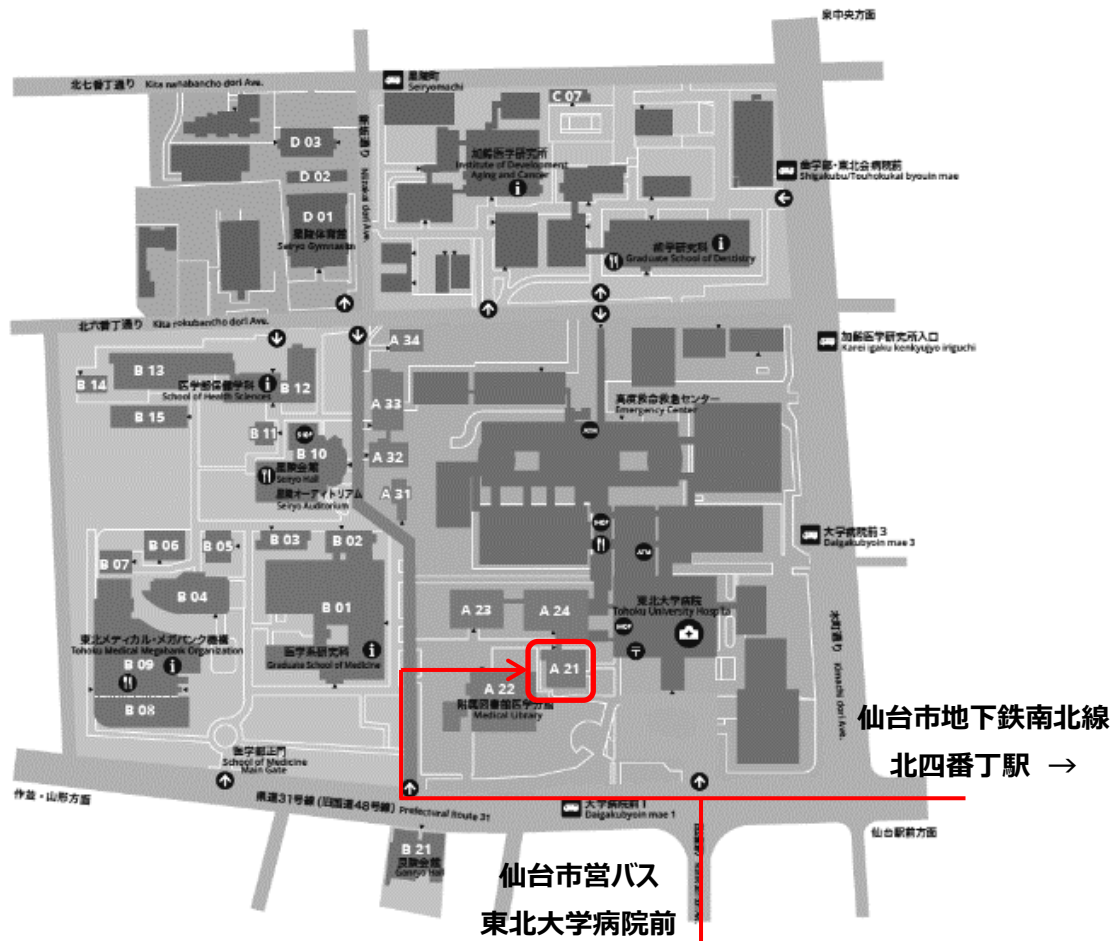 泉中央方面
北七番丁通り Kita nanabancho dori Ave.
星陵町
Seiryomachi
C 07
D 03
D 02
D 01
星陵体育館
Seiryo Gymnasium
Nizakai dori Ave.
加齢医学研究所
Institute of Development
Aging and Cancer
歯学部・東北会病院前
Shigakubu/Touhokukai byouin mae
歯学研究科
Graduate School of Dentistry
北六番丁通り Kita rokubancho dori Ave.
加齢医学研究所入口
Karei igaku kenkyujyo iriguchi
A 34
B 14
B 13
医学部保健学科
School of Health Sciences
B 12
B 15
A 33
高度救命救急センター
Emergency Center
B 11
SHOP
B 10
A 32
星陵会館
Seiryo Hall
星陵オーディトリアム
Seiryo Auditorium
A 31
ATM
SHOP
大学病院前 3
Daigakubyoin mae 3
B 07
B 06
B 05
B 03
B 02
ATM
B 04
B 01
A 23
A 24
東北大学病院
Tohoku University Hospital
SHOP
木町通り Kimachi dori Ave.
東北メディカル・メガバンク機構
Tohoku Medical Megabank Organization
B 09
B 08
医学系研究科
Graduate School of Medicine
A 21
A 22
附属図書館医学分館
Medical Library
医学部正門
School of Medicine
Main Gate
仙台市地下鉄南北線
北四番丁駅 →
作並・山形方面
県道31号線(旧国道48号線) Prefectural Route 31
大学病院前 1
Daigakubyoin mae 1
仙台駅前方面
B 21
艮陵会館
Gonryo Hall
仙台市営バス
東北大学病院前